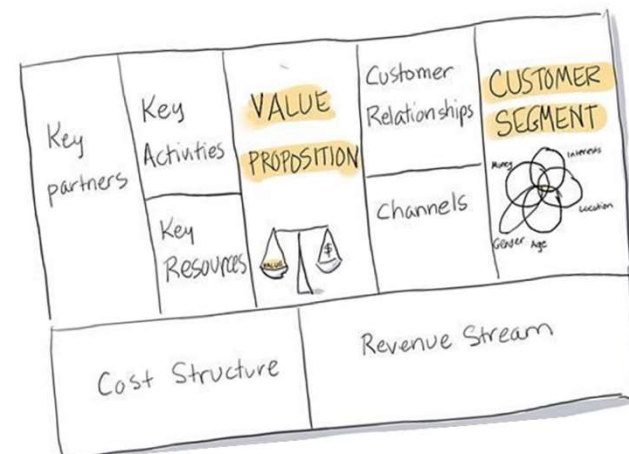 Key
partners
Key
Activities
Key
Resources
VALUE
PROPOSITION
VALUE
$
Customer
Relationships
Channels
CUSTOMER
SEGMENT
Money
Interests
Location
Gender
Age
Cost Structure
Revenue Stream